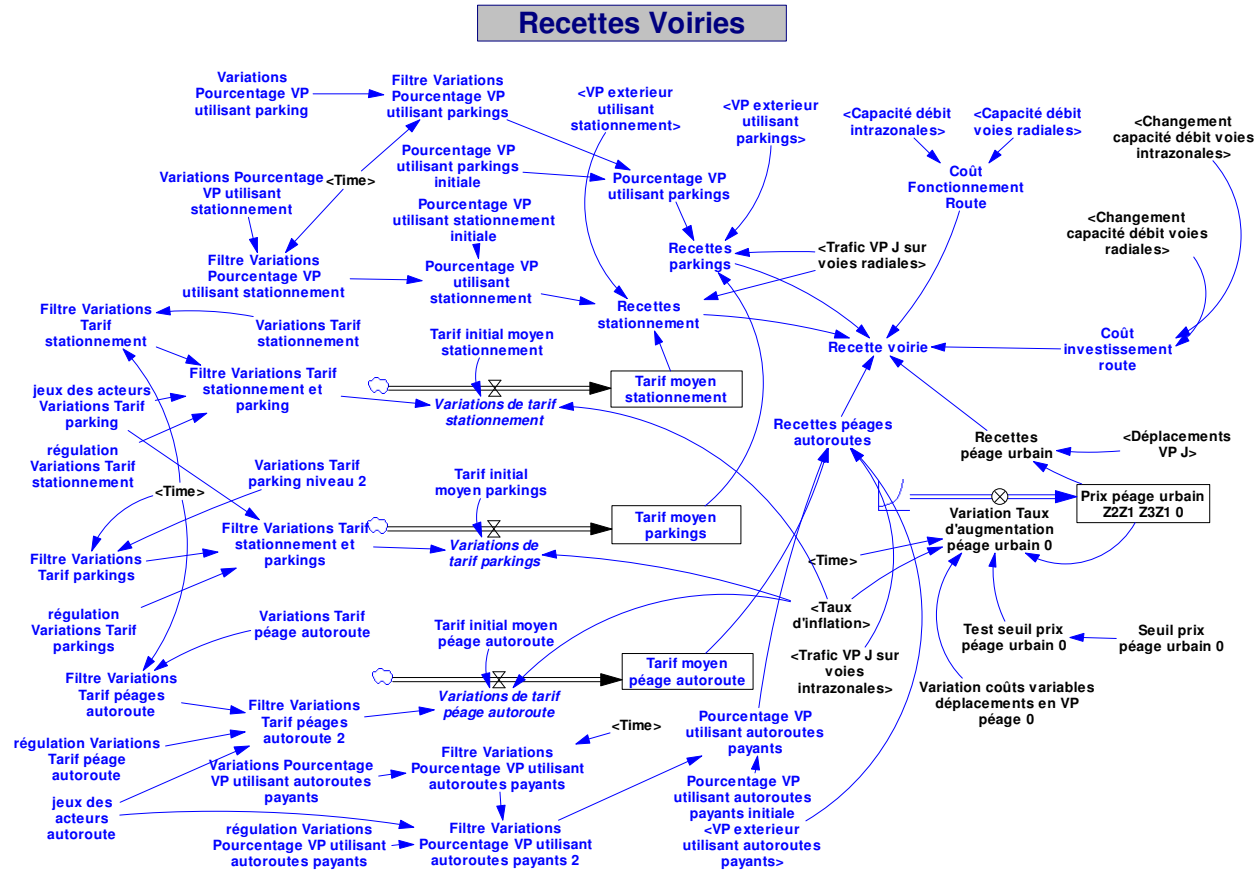 Recettes Voiries
Variations
Pourcentage VP
utilisant parking
Filtre Variations
Pourcentage VP
utilisant parkings
<VP exterieur
utilisant
stationnement>
<VP exterieur
utilisant
parkings>
<Capacité débit
intrazonales>
<Capacité débit
voies radiales>
<Changement
capacité débit voies
intrazonales>
Variations Pourcentage
VP utilisant
stationnement
<Time>
Pourcentage VP
utilisant parkings
initiale
Pourcentage VP
utilisant parkings
Coût
Fonctionnement
Route
Pourcentage VP
utilisant stationnement
initiale
<Changement
capacité débit voies
radiales>
Filtre Variations
Pourcentage VP
utilisant stationnement
Pourcentage VP
utilisant
stationnement
Recettes
parkings
<Trafic VP J sur
voies radiales>
Filtre Variations
Tarif
stationnement
Variations Tarif
stationnement
Tarif initial moyen
stationnement
Recettes
stationnement
Recette voirie
Coût
investissement
route
jeux des acteurs
Variations Tarif
parking
Filtre Variations Tarif
stationnement et
parking
Variations de tarif
stationnement
Tarif moyen
stationnement
régulation
Variations Tarif
stationnement
Recettes péages
autoroutes
Recettes
péage urbain
<Déplacements
VP J>
<Time>
Variations Tarif
parking niveau 2
Tarif initial
moyen parkings
Prix péage urbain
Z2Z1 Z3Z1 0
Filtre Variations
Tarif parkings
Filtre Variations Tarif
stationnement et
parkings
Variations de
tarif parkings
Tarif moyen
parkings
Variation Taux
d'augmentation
péage urbain 0
<Time>
régulation
Variations Tarif
parkings
Variations Tarif
péage autoroute
Tarif initial moyen
péage autoroute
<Taux
d'inflation>
Test seuil prix
péage urbain 0
Seuil prix
péage urbain 0
Filtre Variations
Tarif péages
autoroute
Variations de tarif
péage autoroute
Tarif moyen
péage autoroute
<Trafic VP J sur
voies
intrazonales>
Variation coûts variables
déplacements en VP
péage 0
Filtre Variations
Tarif péages
autoroute 2
<Time>
Pourcentage VP
utilisant autoroutes
payants
régulation Variations
Tarif péage
autoroute
Variations Pourcentage
VP utilisant autoroutes
payants
Filtre Variations
Pourcentage VP utilisant
autoroutes payants
Pourcentage VP
utilisant autoroutes
payants initiale
jeux des
acteurs
autoroute
régulation Variations
Pourcentage VP utilisant
autoroutes payants
Filtre Variations
Pourcentage VP utilisant
autoroutes payants 2
<VP exterieur
utilisant autoroutes
payants>